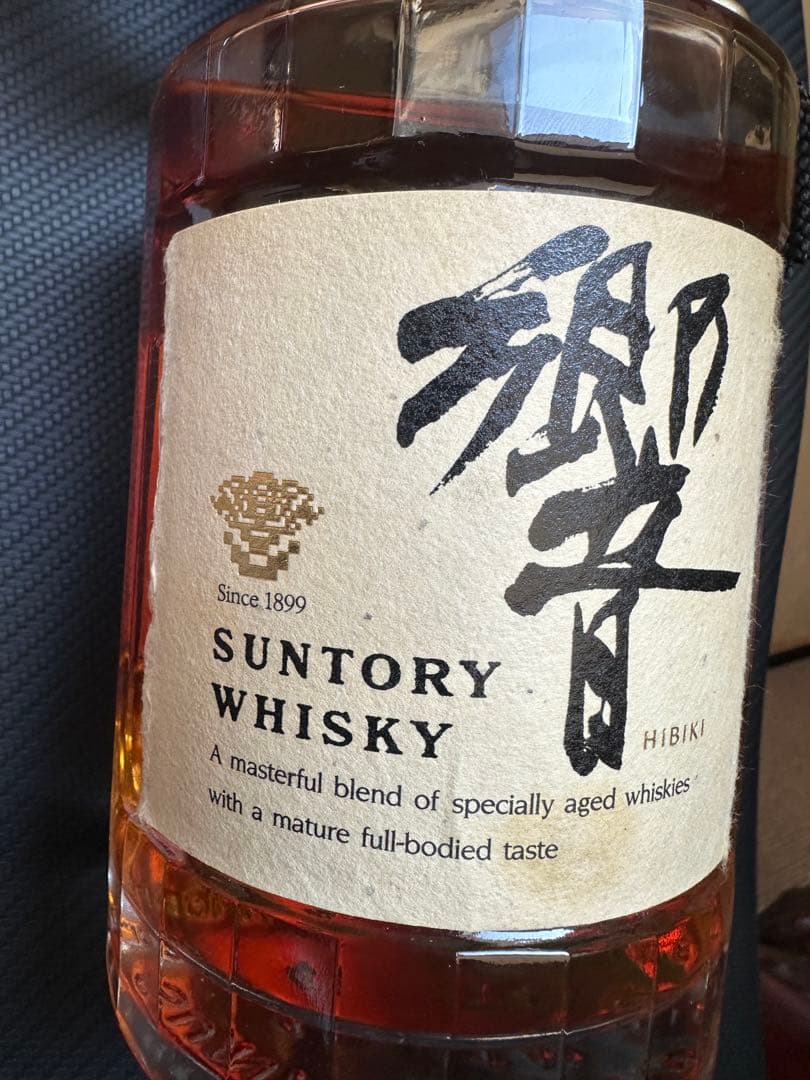 響
HIBIKI
Since 1899
SUNTORY
WHISKY
A masterful blend of specially aged whiskies
with a mature full-bodied taste